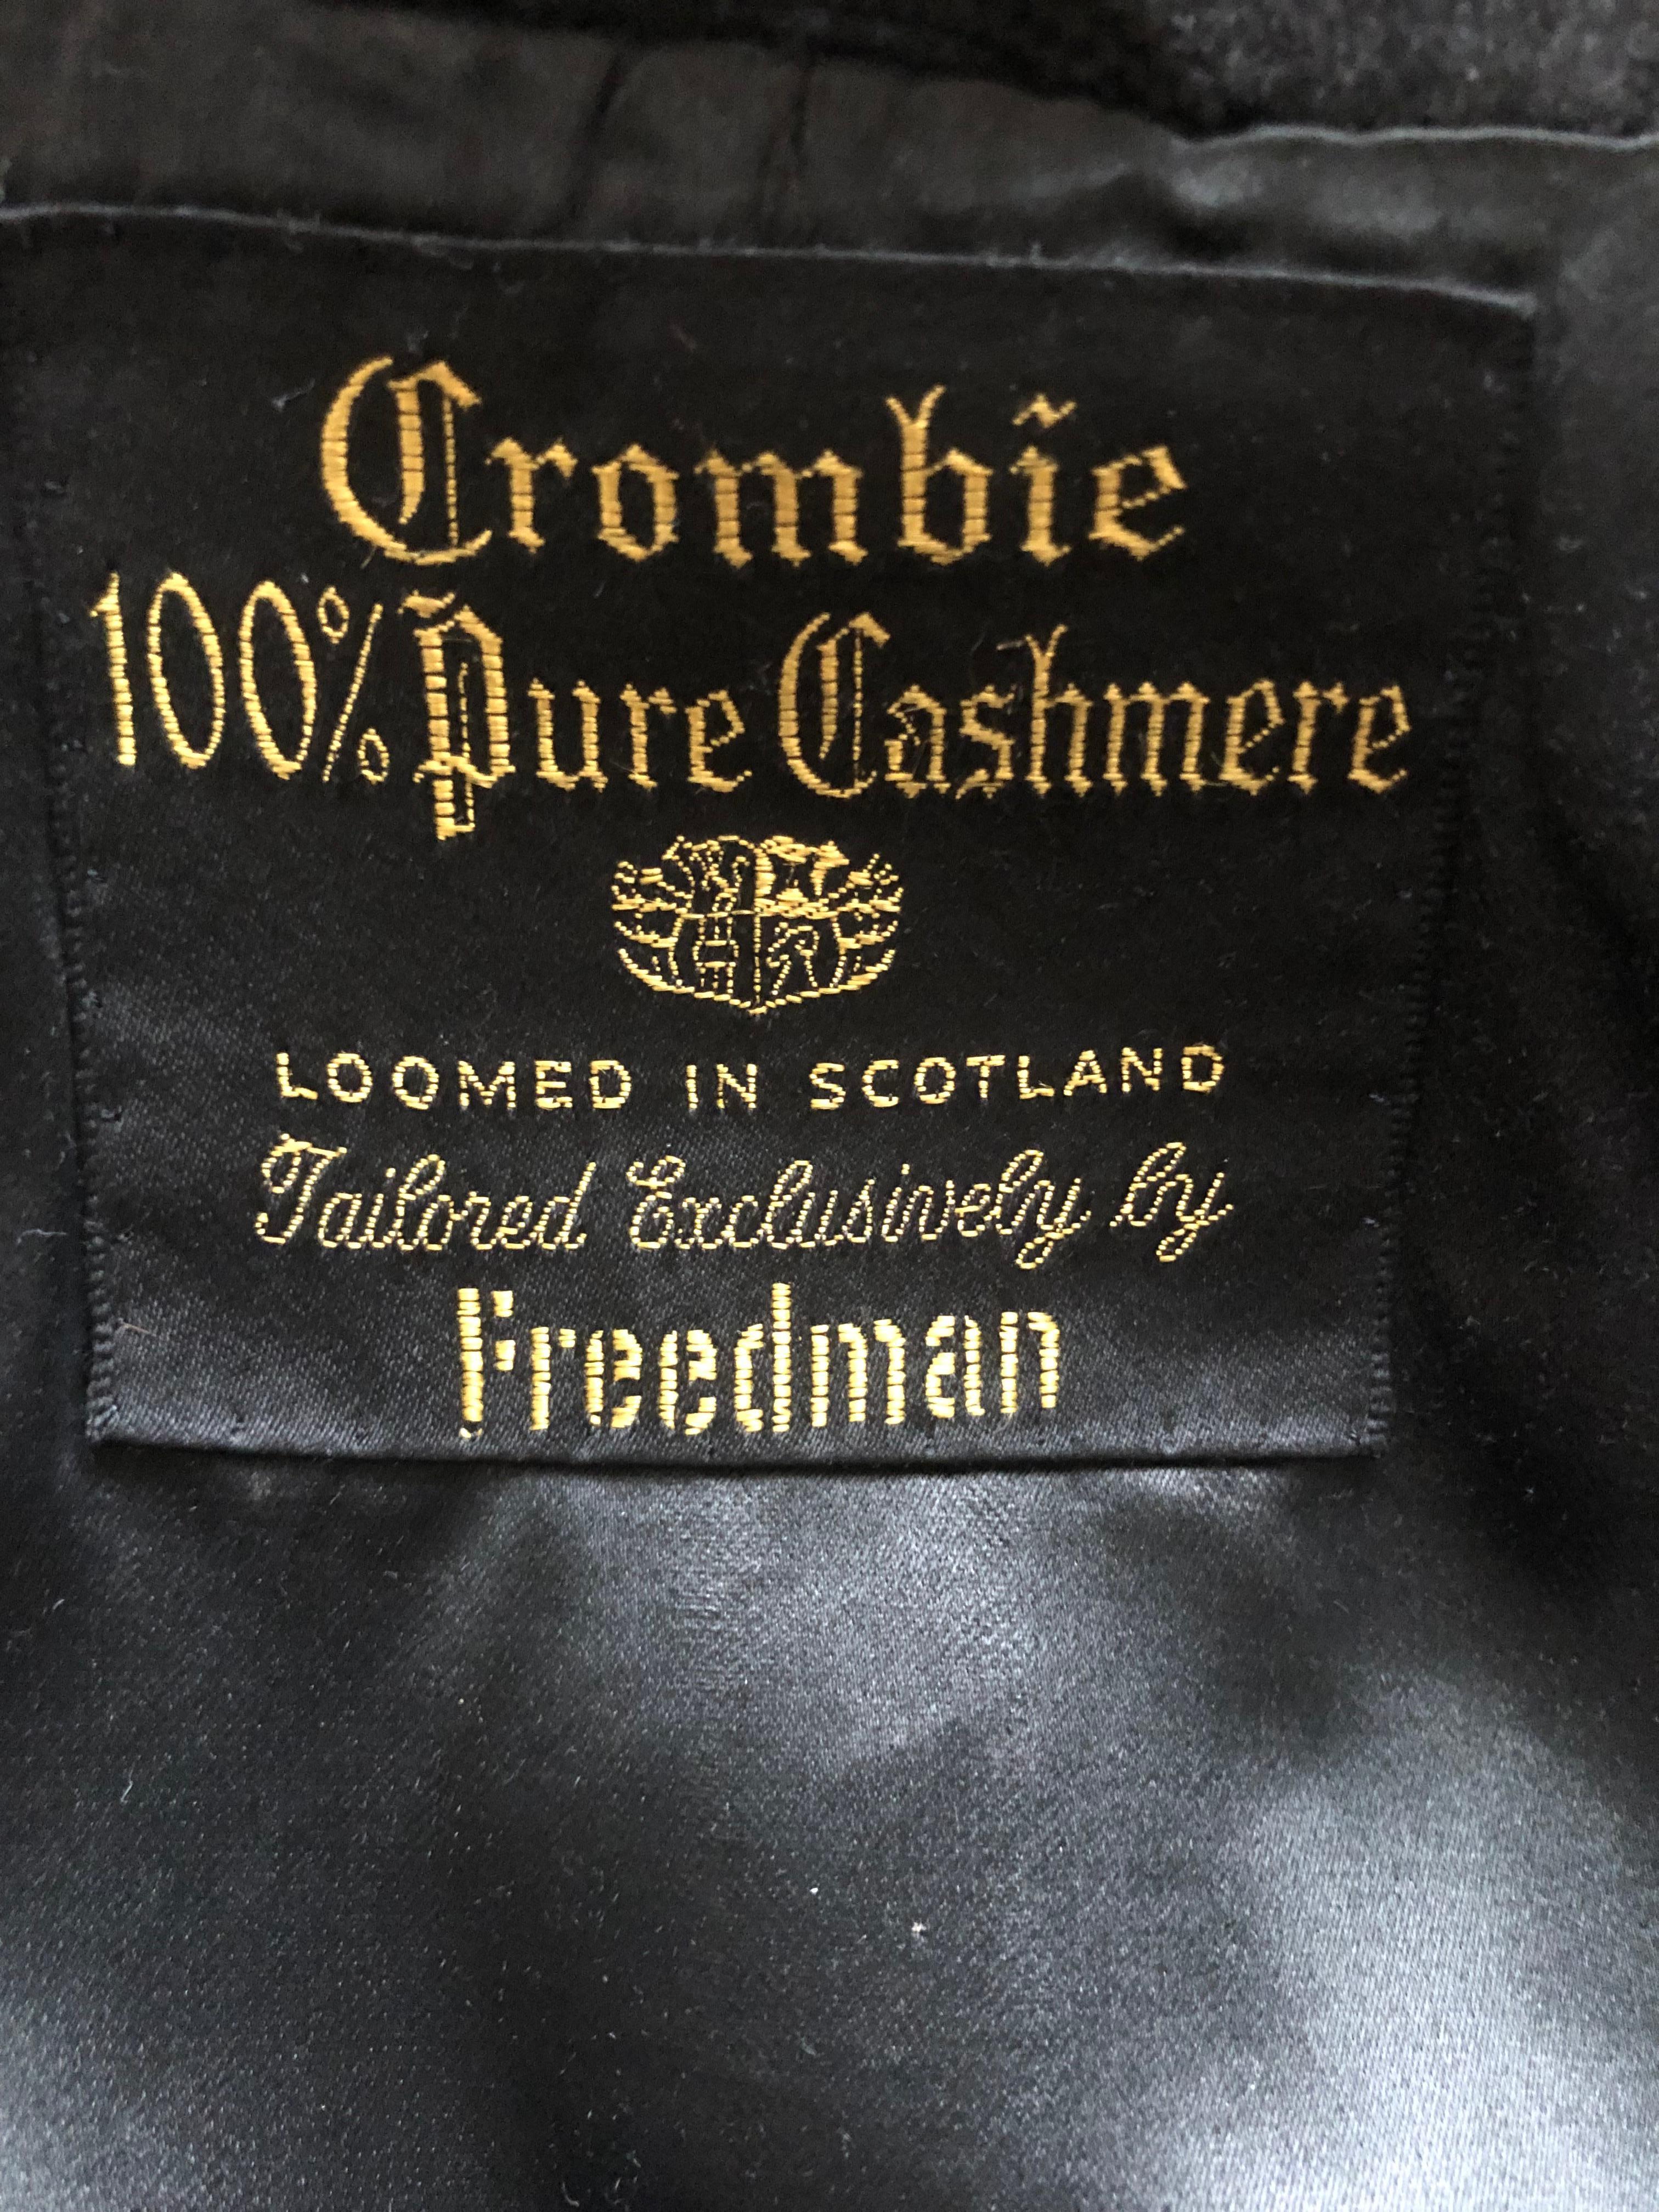 Crombie
100% Pure Cashmere
LOOMED IN SCOTLAND
Tailored Exclusively by
Freedman